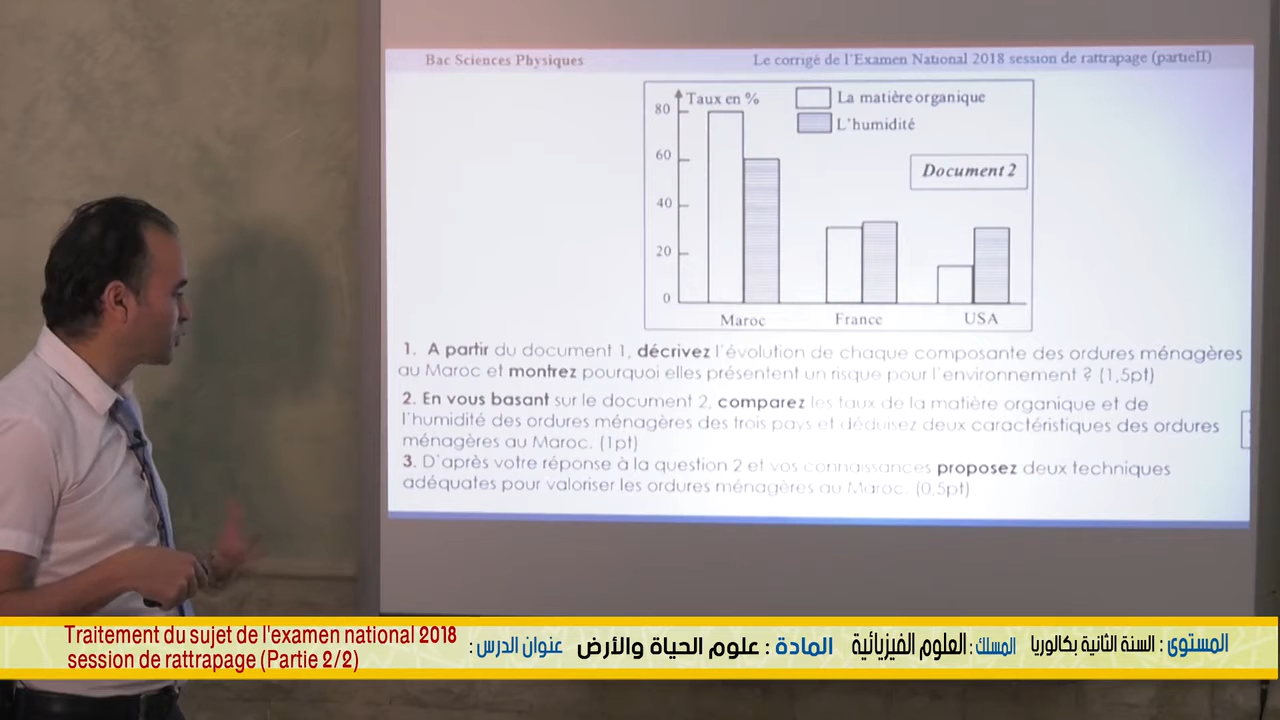 Bac Sciences Physiques
Le corrigé de l'Examen National 2018 session de rattrapage (partieII)
Taux en %
La matière organique
L'humidité
Document 2
80
60
40
20
0
Maroc
France
USA
1. A partir du document 1, décrivez l'évolution de chaque composante des ordures ménagères
au Maroc et montrez pourquoi elles présentent un risque pour l'environnement ? (1,5pt)
2. En vous basant sur le document 2, comparez les taux de la matière organique et de
l'humidité des ordures ménagères des trois pays et déduisez deux caractéristiques des ordures
ménagères au Maroc. (1pt)
3. D'après votre réponse à la question 2 et vos connaissances proposez deux techniques
adéquates pour valoriser les ordures ménagères au Maroc. (0,5pt)
المستوى : السنة الثانية بكالوريا المسلك : العلوم الفيزيائية المادة : علوم الحياة والأرض عنوان الدرس :
Traitement du sujet de l'examen national 2018
session de rattrapage (Partie 2/2)